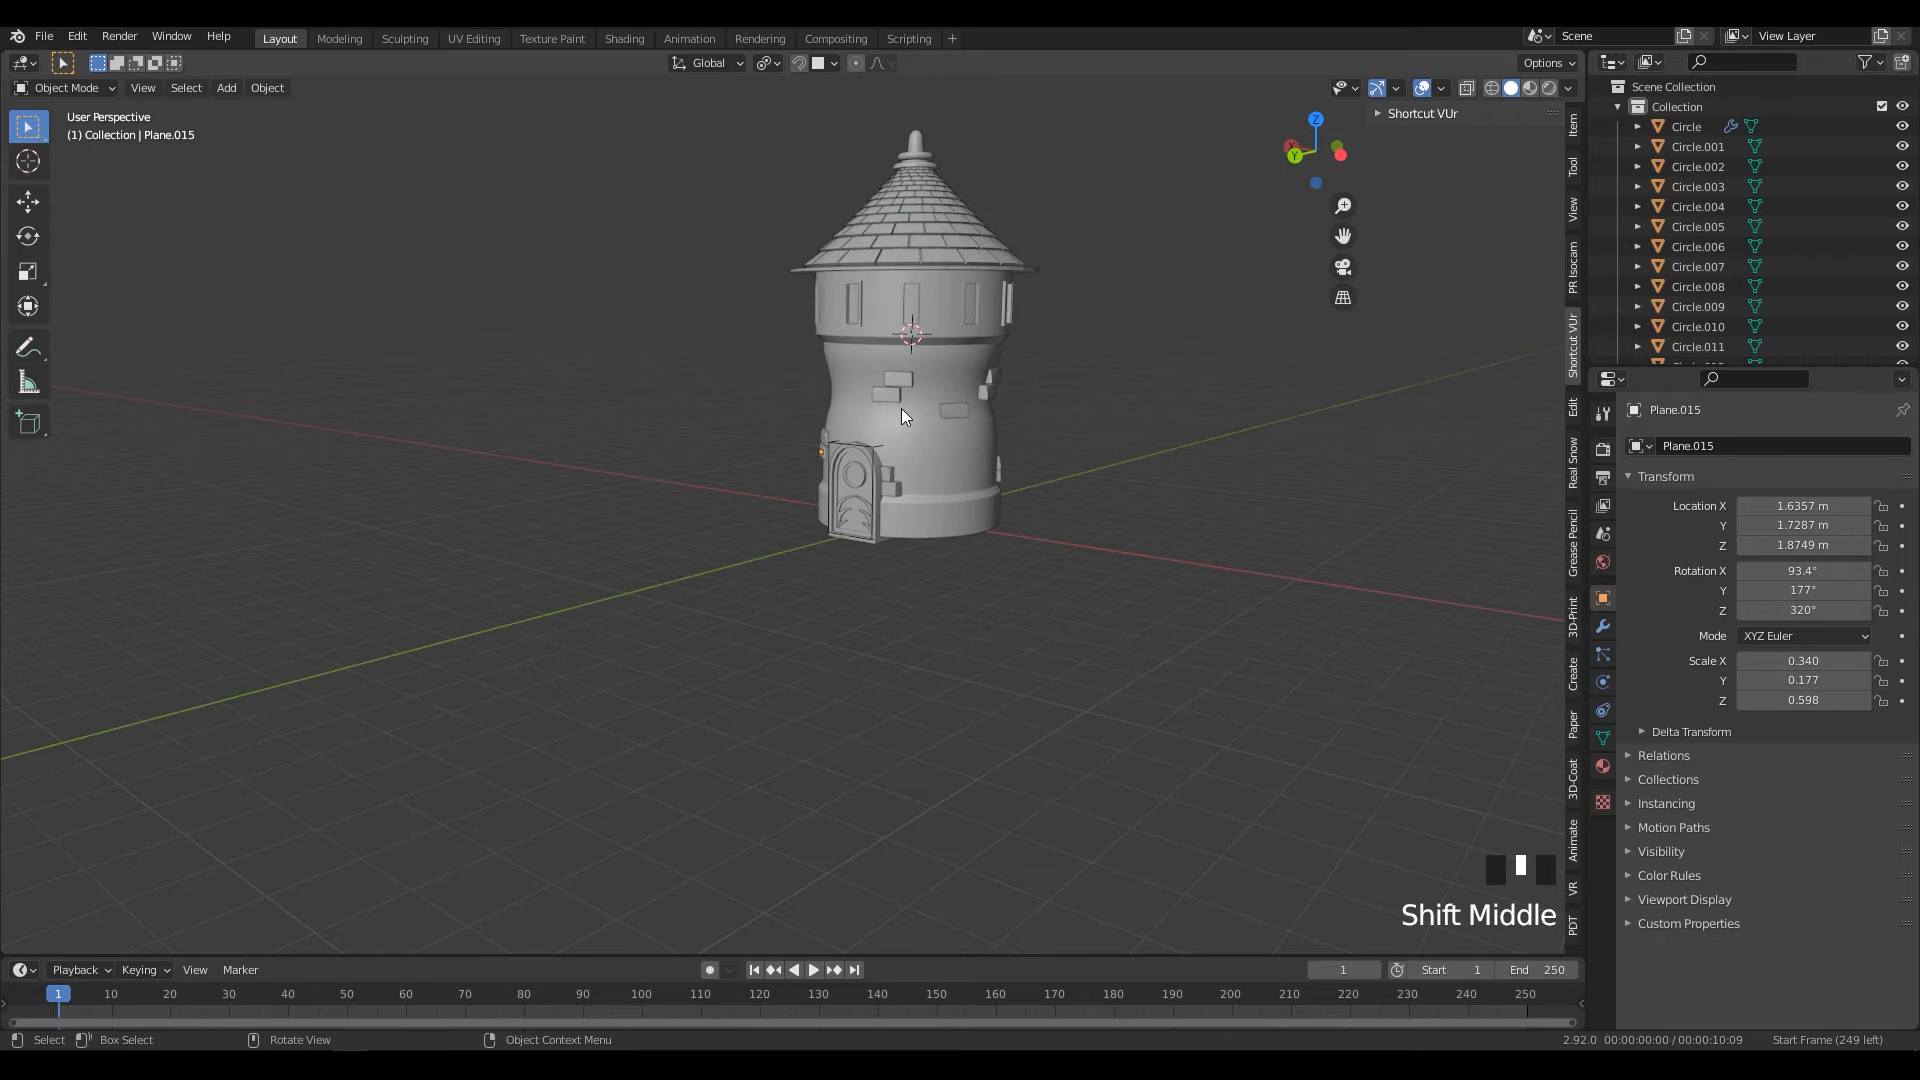 File Edit Render Window Help Layout Modeling Sculpting UV Editing Texture Paint Shading Animation Rendering Compositing Scripting + Scene View Layer
Global Options
Object Mode View Select Add Object
User Perspective
(1) Collection | Plane.015
Shortcut VUr
Z
X
Y
Item
Tool
View
PR Isocam
Shortcut VUr
Edit
Real Snow
Grease Pencil
3D-Print
Create
Paper
3D-Coat
Animate
VR
PDT
Scene Collection
Collection
Circle
Circle.001
Circle.002
Circle.003
Circle.004
Circle.005
Circle.006
Circle.007
Circle.008
Circle.009
Circle.010
Circle.011
Plane.015
Plane.015
Transform
Location X 1.6357 m
Y 1.7287 m
Z 1.8749 m
Rotation X 93.4°
Y 177°
Z 320°
Mode XYZ Euler
Scale X 0.340
Y 0.177
Z 0.598
Delta Transform
Relations
Collections
Instancing
Motion Paths
Visibility
Color Rules
Viewport Display
Custom Properties
Shift Middle
Playback Keying View Marker 1 Start 1 End 250
1 10 20 30 40 50 60 70 80 90 100 110 120 130 140 150 160 170 180 190 200 210 220 230 240 250
Select Box Select Rotate View Object Context Menu 2.92.0 00:00:00:00 / 00:00:10:09 Start Frame (249 left)